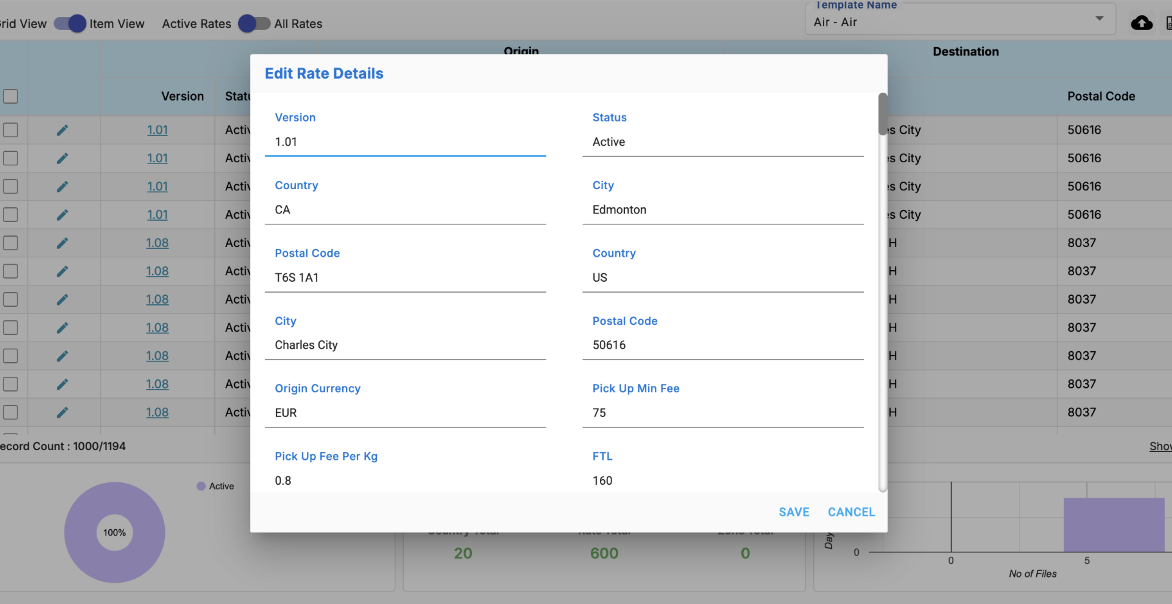 rid View Item View Active Rates All Rates
Template Name
Air - Air
Origin Destination
Version Statu Postal Code
Edit Rate Details
Version Status
1.01 Active
Country City
CA Edmonton
Postal Code Country
T6S 1A1 US
City Postal Code
Charles City 50616
Origin Currency Pick Up Min Fee
EUR 75
Pick Up Fee Per Kg FTL
0.8 160
SAVE CANCEL
1.01 Activ es City 50616
1.01 Activ es City 50616
1.01 Activ es City 50616
1.01 Activ es City 50616
1.08 Activ H 8037
1.08 Activ H 8037
1.08 Activ H 8037
1.08 Activ H 8037
1.08 Activ H 8037
1.08 Activ H 8037
1.08 Activ H 8037
ecord Count : 1000/1194 Show
Active
100%
Country Total Rate Total Zone Total
20 600 0
Day
0
0 5
No of Files